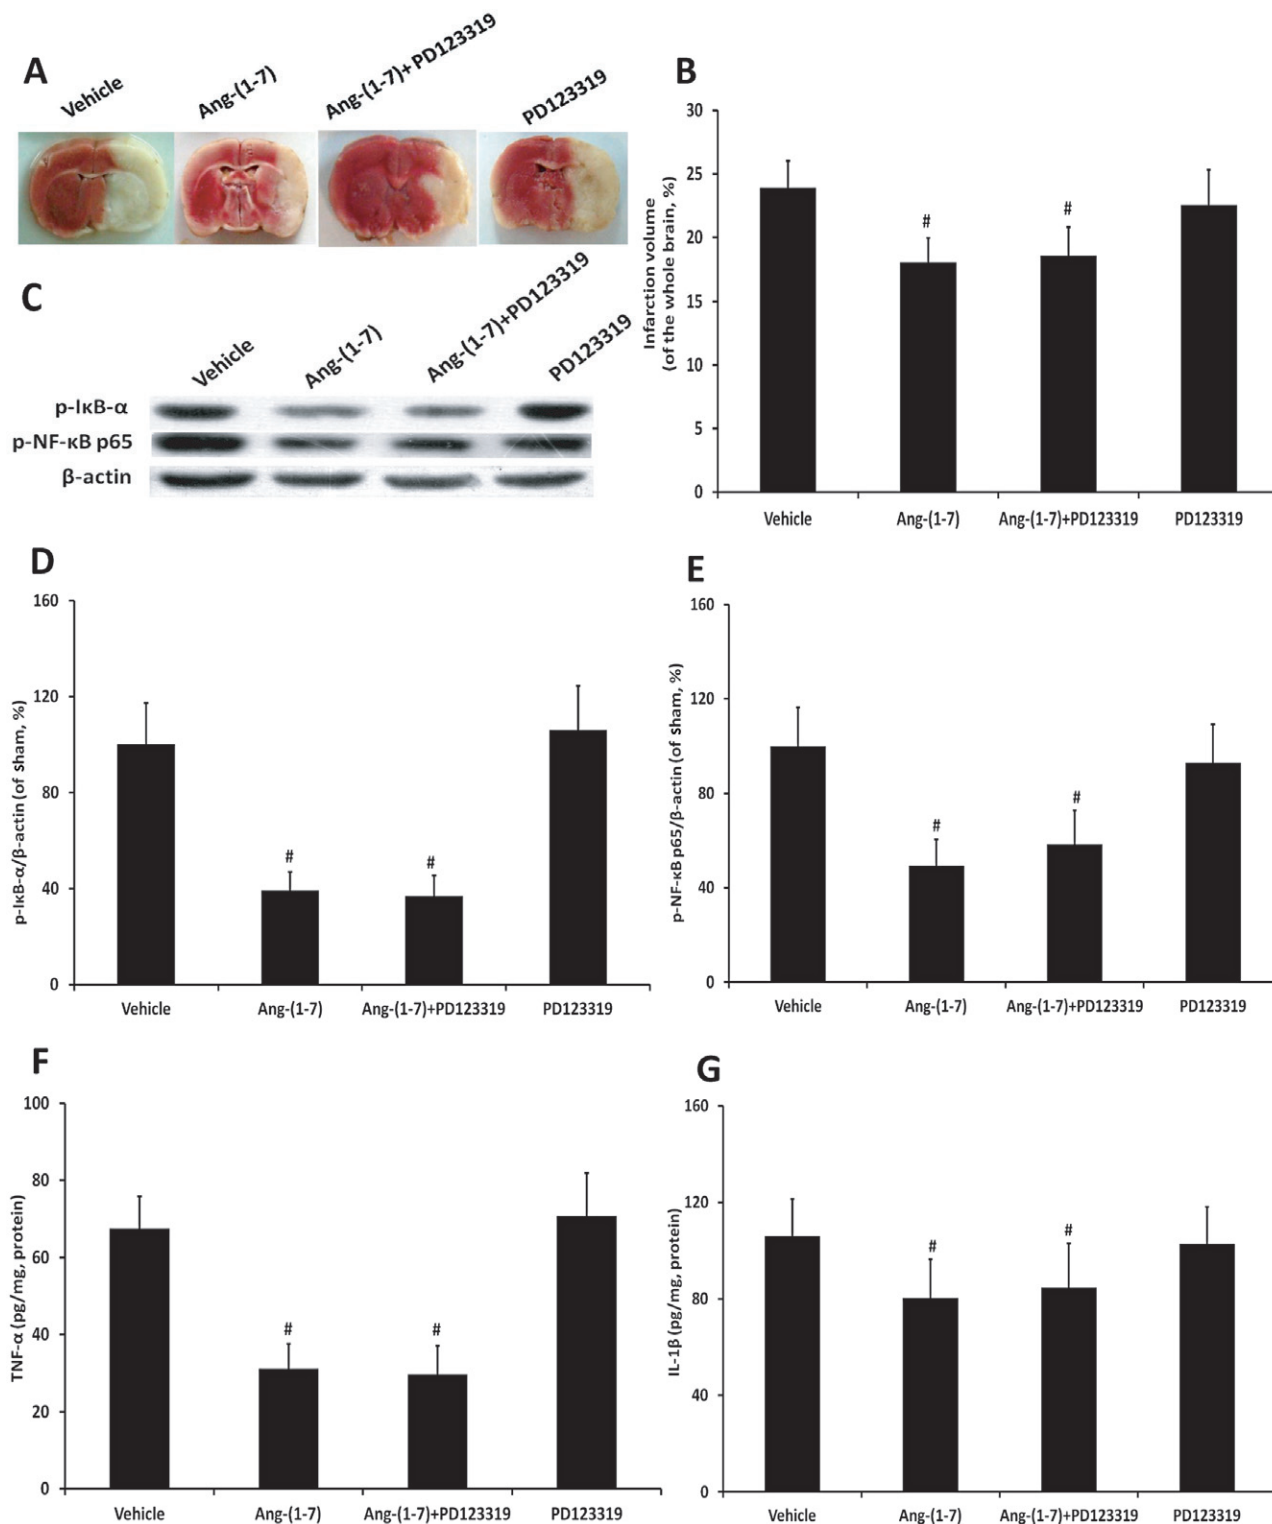 A
Vehicle
Ang-(1-7)
Ang-(1-7)+PD123319
PD123319
B
30
25
20
15
10
5
0
Infarction volume
(of the whole brain, %)
#
#
Vehicle
Ang-(1-7)
Ang-(1-7)+PD123319
PD123319
C
Vehicle
Ang-(1-7)
Ang-(1-7)+PD123319
PD123319
p-IκB-α
p-NF-κB p65
β-actin
D
160
120
80
40
0
p-IκB-α/β-actin (of sham, %)
#
#
Vehicle
Ang-(1-7)
Ang-(1-7)+PD123319
PD123319
E
160
120
80
40
0
p-NF-κB p65/β-actin (of sham, %)
#
#
Vehicle
Ang-(1-7)
Ang-(1-7)+PD123319
PD123319
F
100
80
60
40
20
0
TNF-α (pg/mg, protein)
#
#
Vehicle
Ang-(1-7)
Ang-(1-7)+PD123319
PD123319
G
160
120
80
40
0
IL-1β (pg/mg, protein)
#
#
Vehicle
Ang-(1-7)
Ang-(1-7)+PD123319
PD123319